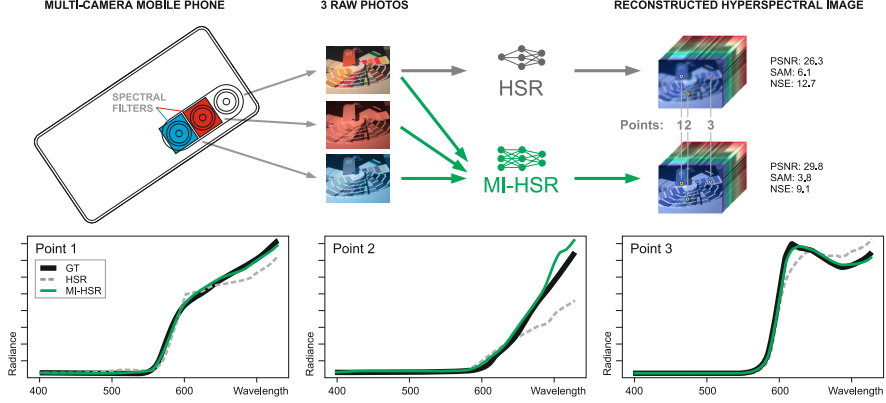 MULTI-CAMERA MOBILE PHONE
3 RAW PHOTOS
RECONSTRUCTED HYPERSPECTRAL IMAGE
SPECTRAL
FILTERS
HSR
PSNR: 26.3
SAM: 6.1
NSE: 12.7
Points: 1 2 3
MI-HSR
PSNR: 29.8
SAM: 3.8
NSE: 9.1
Point 1
GT
HSR
MI-HSR
Radiance
400 500 600 Wavelength
Point 2
Radiance
400 500 600 Wavelength
Point 3
Radiance
400 500 600 Wavelength